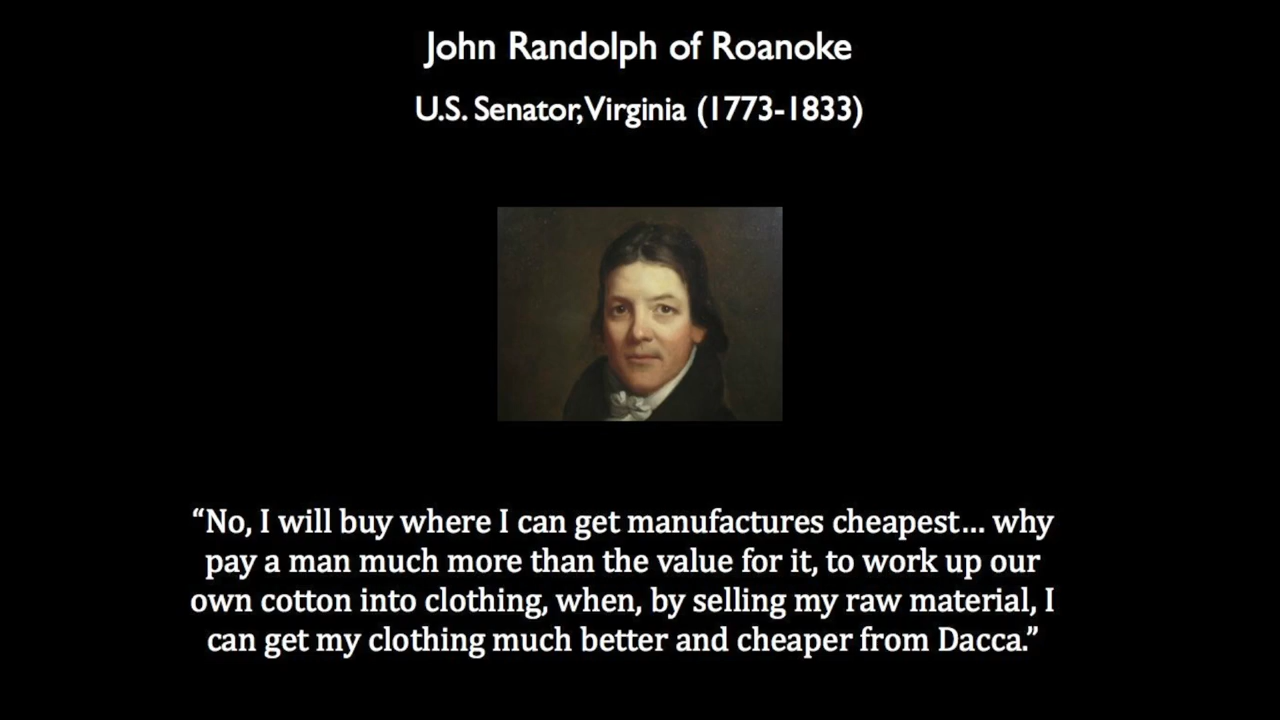 John Randolph of Roanoke
U.S. Senator, Virginia (1773-1833)
“No, I will buy where I can get manufactures cheapest... why
pay a man much more than the value for it, to work up our
own cotton into clothing, when, by selling my raw material, I
can get my clothing much better and cheaper from Dacca.”